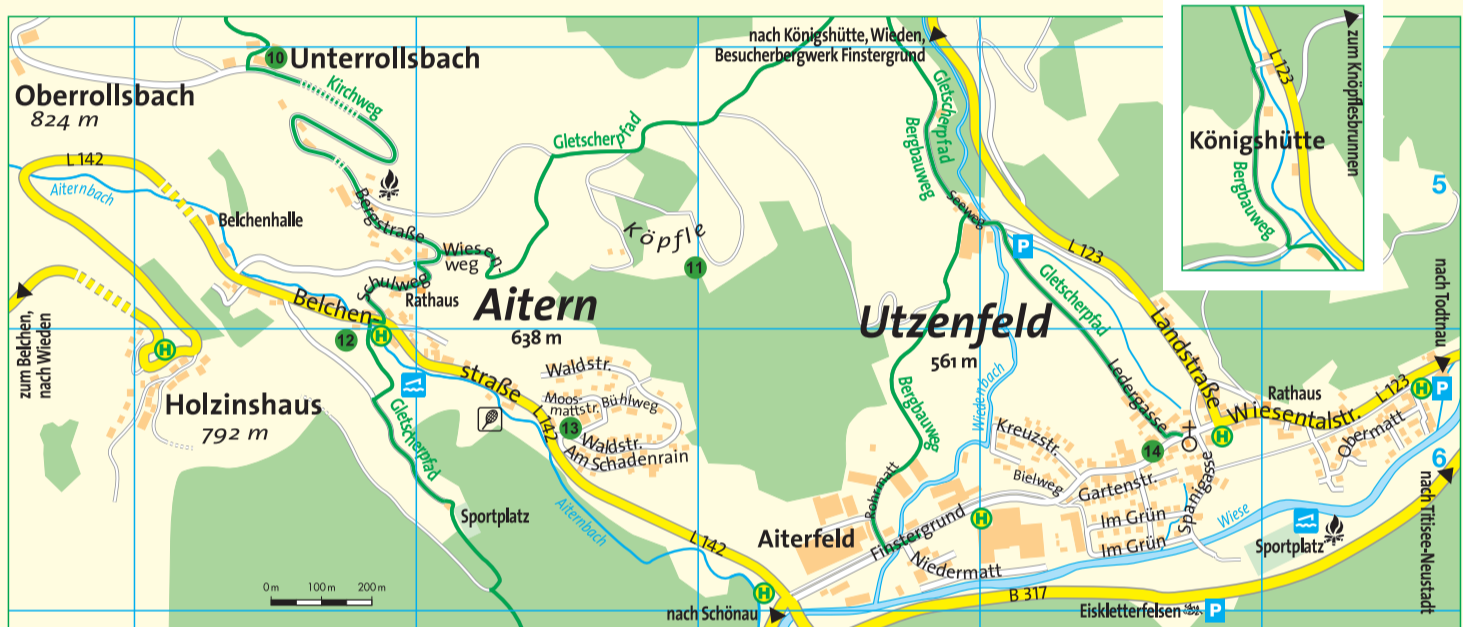 nach Königshütte, Wieden,
Besucherbergwerk Finstergrund
10
Unterrollsbach
Kirchweg
Oberrollsbach
824 m
L 142
Aiternbach
Belchenhalle
Bergstraße
Gletscherpfad
Wiesen-
weg
Schulweg
Rathaus
Köpfle
11
Gletscherpfad
Bergbauweg
Seeweg
P
L 123
Gletscherpfad
L 123
zum Knöpflesbrunnen
Königshütte
Bergbauweg
5
nach Todtnau
zum Belchen,
nach Wieden
H
Holzinshaus
792 m
Belchen
straße
12
H
Aitern
638 m
Utzenfeld
561 m
Landstraße
Ledergasse
Waldstr.
Moos-
mattstr.
Bühlweg
13
Waldstr.
Am Schadenrain
L 142
Gletscherpfad
Sportplatz
Aiternbach
L 142
Bergbauweg
Wiedenbach
Kreuzstr.
Bielweg
Gartenstr.
14
H
Rathaus
Wiesentalstr.
L 123
H
P
Obermatt
6
nach Titisee-Neustadt
Rohrmatt
Aiterfeld
Finstergrund
H
Niedermatt
Im Grün
Im Grün
Spanigasse
Wiese
Sportplatz
0 m
100 m
200 m
H
nach Schönau
B 317
Eiskletterfelsen
P